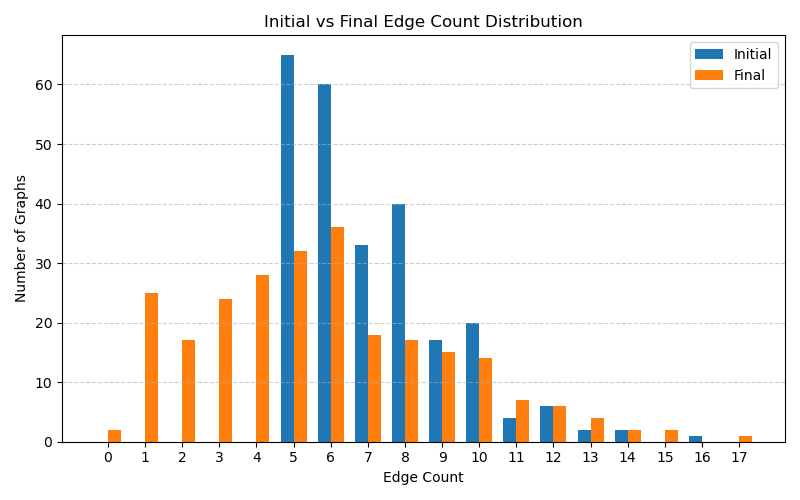 Initial vs Final Edge Count Distribution
Initial
Final
Number of Graphs
60
50
40
30
20
10
0
0 1 2 3 4 5 6 7 8 9 10 11 12 13 14 15 16 17
Edge Count